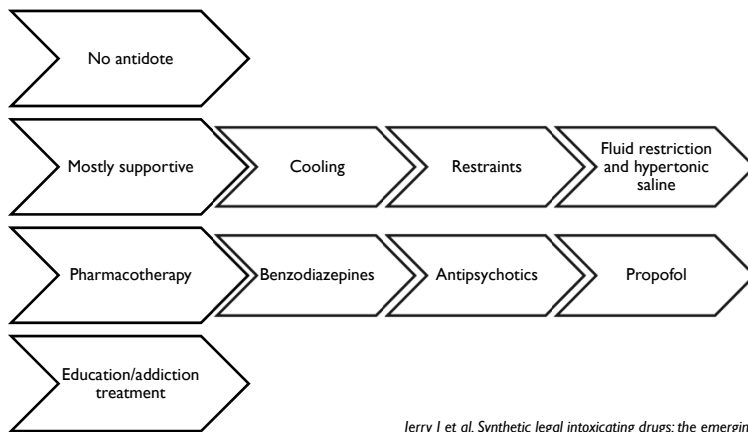 No antidote
Mostly supportive
Cooling
Restraints
Fluid restriction
and hypertonic
saline
Pharmacotherapy
Benzodiazepines
Antipsychotics
Propofol
Education/addiction
treatment
Jerry J et al. Synthetic legal intoxicating drugs: the emergin